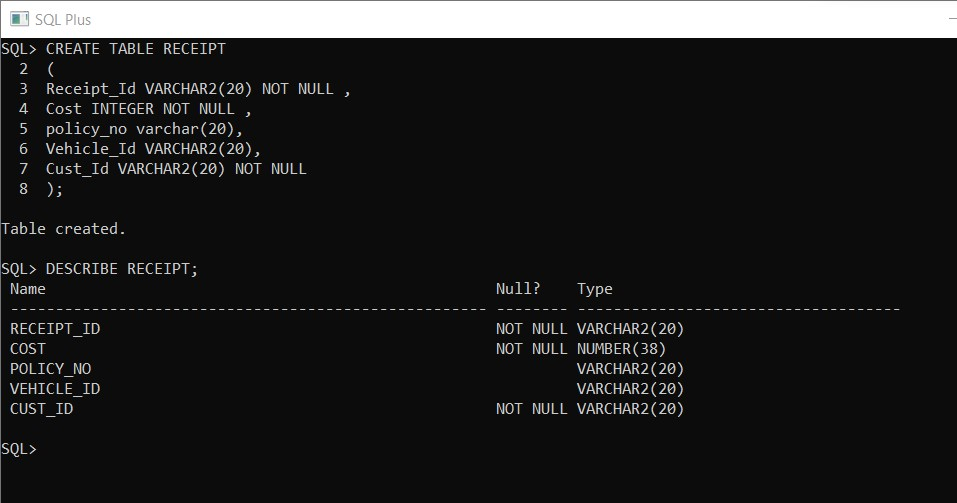 SQL Plus
SQL> CREATE TABLE RECEIPT
2 (
3 Receipt_Id VARCHAR2(20) NOT NULL ,
4 Cost INTEGER NOT NULL ,
5 policy_no varchar(20),
6 Vehicle_Id VARCHAR2(20),
7 Cust_Id VARCHAR2(20) NOT NULL
8 );
Table created.
SQL> DESCRIBE RECEIPT;
Name Null? Type
----------------------------------------------------- -------- ------------------------------------
RECEIPT_ID NOT NULL VARCHAR2(20)
COST NOT NULL NUMBER(38)
POLICY_NO VARCHAR2(20)
VEHICLE_ID VARCHAR2(20)
CUST_ID NOT NULL VARCHAR2(20)
SQL>